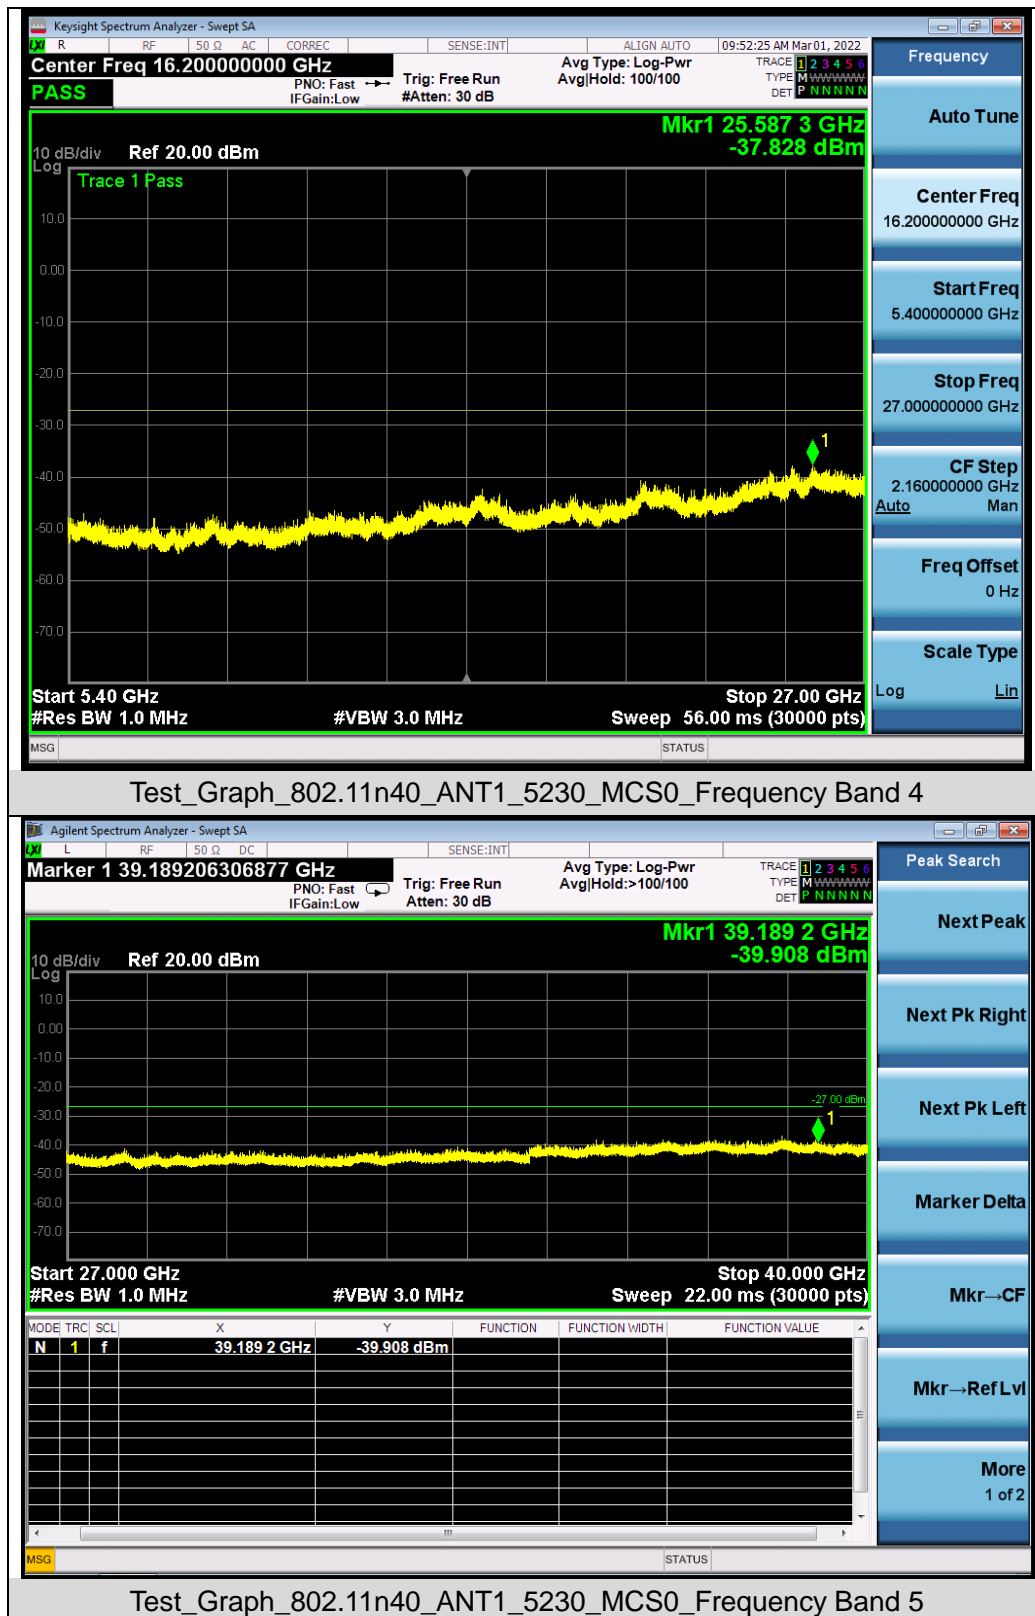 Keysight Spectrum Analyzer - Swept SA
LXI R RF 50 Ω AC CORREC SENSE:INT ALIGN AUTO 09:52:25 AM Mar 01, 2022
Center Freq 16.200000000 GHz
PASS
PNO: Fast
IFGain:Low
Trig: Free Run
#Atten: 30 dB
Avg Type: Log-Pwr
Avg|Hold: 100/100
TRACE 1 2 3 4 5 6
TYPE M WWWWW
DET P N N N N N
Mkr1 25.587 3 GHz
-37.828 dBm
10 dB/div Ref 20.00 dBm
Log
Trace 1 Pass
10.0
0.00
-10.0
-20.0
-30.0
-40.0
-50.0
-60.0
-70.0
1
Start 5.40 GHz Stop 27.00 GHz
#Res BW 1.0 MHz #VBW 3.0 MHz Sweep 56.00 ms (30000 pts)
MSG STATUS
Frequency
Auto Tune
Center Freq
16.200000000 GHz
Start Freq
5.400000000 GHz
Stop Freq
27.000000000 GHz
CF Step
2.160000000 GHz
Auto Man
Freq Offset
0 Hz
Scale Type
Log Lin
Test_Graph_802.11n40_ANT1_5230_MCS0_Frequency Band 4
Agilent Spectrum Analyzer - Swept SA
LXI L RF 50 Ω DC SENSE:INT
Marker 1 39.189206306877 GHz
PNO: Fast
IFGain:Low
Trig: Free Run
Atten: 30 dB
Avg Type: Log-Pwr
Avg|Hold:>100/100
TRACE 1 2 3 4 5 6
TYPE M WWWWW
DET P N N N N N
Mkr1 39.189 2 GHz
-39.908 dBm
10 dB/div Ref 20.00 dBm
Log
10.0
0.00
-10.0
-20.0
-30.0
-40.0
-50.0
-60.0
-70.0
-27.00 dBm
1
Start 27.000 GHz Stop 40.000 GHz
#Res BW 1.0 MHz #VBW 3.0 MHz Sweep 22.00 ms (30000 pts)
MODE TRC SCL X Y FUNCTION FUNCTION WIDTH FUNCTION VALUE
N 1 f 39.189 2 GHz -39.908 dBm
MSG STATUS
Peak Search
Next Peak
Next Pk Right
Next Pk Left
Marker Delta
Mkr→CF
Mkr→Ref Lvl
More
1 of 2
Test_Graph_802.11n40_ANT1_5230_MCS0_Frequency Band 5